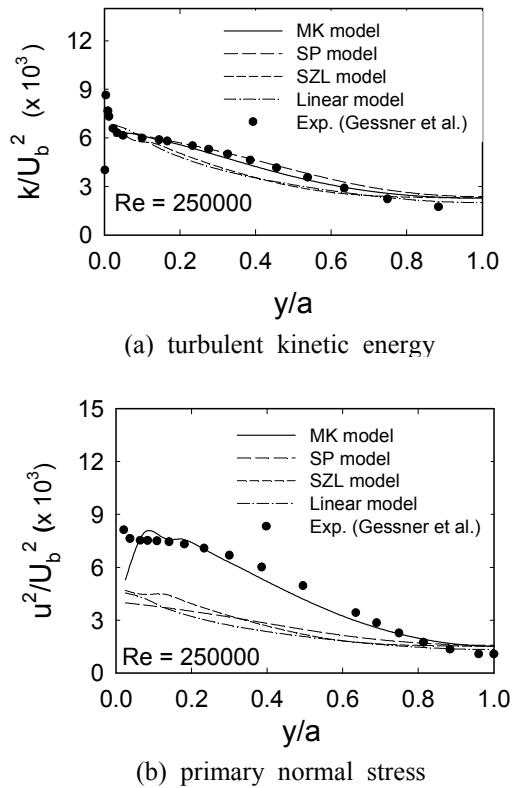 12
9
6
3
0
k/U_b^2 (x 10^3)
MK model
SP model
SZL model
Linear model
Exp. (Gessner et al.)
Re = 250000
0.0 0.2 0.4 0.6 0.8 1.0
y/a
(a) turbulent kinetic energy
15
12
9
6
3
0
u^2/U_b^2 (x 10^3)
MK model
SP model
SZL model
Linear model
Exp. (Gessner et al.)
Re = 250000
0.0 0.2 0.4 0.6 0.8 1.0
y/a
(b) primary normal stress